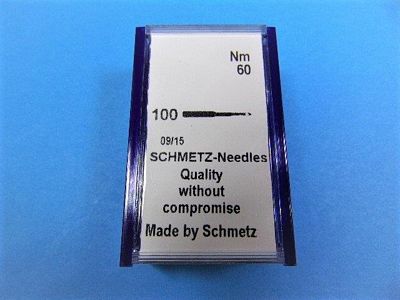 Nm
60
100
09/15
SCHMETZ-Needles
Quality
without
compromise
Made by Schmetz